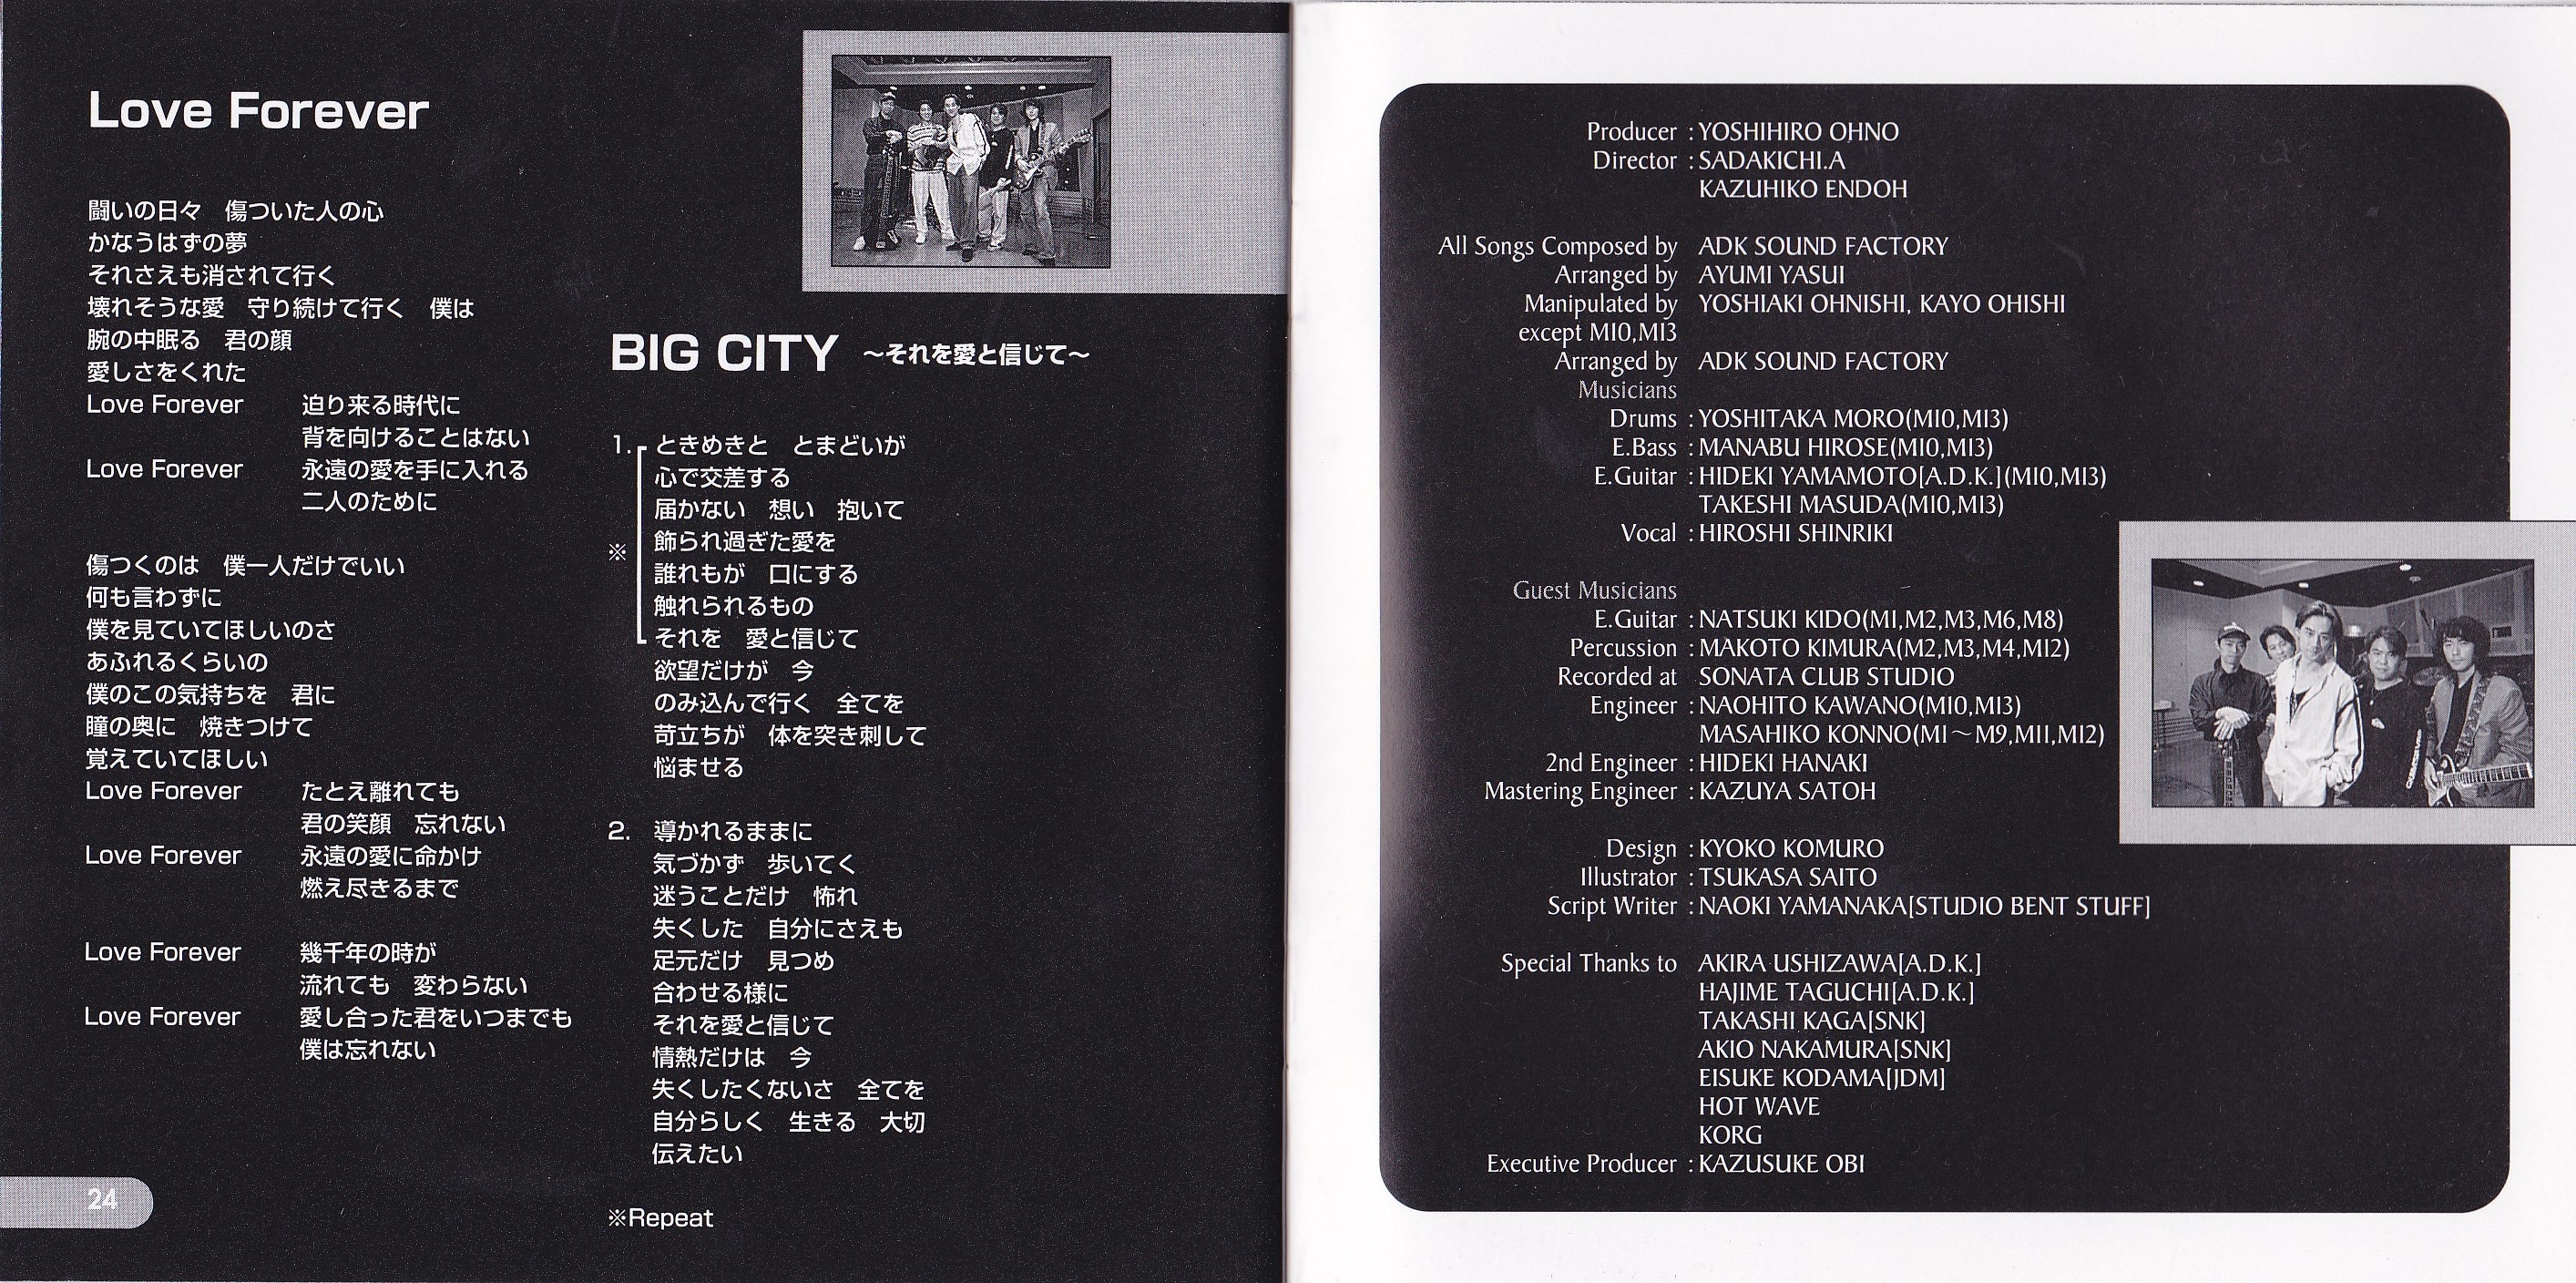 Love Forever
闘いの日々　傷ついた人の心
かなうはずの夢
それさえも消されて行く
壊れそうな愛　守り続けて行く　僕は
腕の中眠る　君の顔
愛しさをくれた
Love Forever　迫り来る時代に
背を向けることはない
Love Forever　永遠の愛を手に入れる
二人のために
傷つくのは　僕一人だけでいい
何も言わずに
僕を見ていてほしいのさ
あふれるくらいの
僕のこの気持ちを　君に
瞳の奥に　焼きつけて
覚えていてほしい
Love Forever　たとえ離れても
君の笑顔　忘れない
Love Forever　永遠の愛に命かけ
燃え尽きるまで
Love Forever　幾千年の時が
流れても　変わらない
Love Forever　愛し合った君をいつまでも
僕は忘れない
24
BIG CITY　～それを愛と信じて～
1. ときめきと　とまどいが
心で交差する
届かない　想い　抱いて
※ 飾られ過ぎた愛を
誰れもが　口にする
触れられるもの
それを　愛と信じて
欲望だけが　今
のみ込んで行く　全てを
苛立ちが　体を突き刺して
悩ませる
2. 導かれるままに
気づかず　歩いてく
迷うことだけ　怖れ
失くした　自分にさえも
足元だけ　見つめ
合わせる様に
それを愛と信じて
情熱だけは　今
失くしたくないさ　全てを
自分らしく　生きる　大切
伝えたい
※Repeat
Producer : YOSHIHIRO OHNO
Director : SADAKICHI.A
KAZUHIKO ENDOH
All Songs Composed by ADK SOUND FACTORY
Arranged by AYUMI YASUI
Manipulated by YOSHIAKI OHNISHI, KAYO OHISHI
except M10,M13
Arranged by ADK SOUND FACTORY
Musicians
Drums : YOSHITAKA MORO(M10,M13)
E.Bass : MANABU HIROSE(M10,M13)
E.Guitar : HIDEKI YAMAMOTO[A.D.K.](M10,M13)
TAKESHI MASUDA(M10,M13)
Vocal : HIROSHI SHINRIKI
Guest Musicians
E.Guitar : NATSUKI KIDO(M1,M2,M3,M6,M8)
Percussion : MAKOTO KIMURA(M2,M3,M4,M12)
Recorded at SONATA CLUB STUDIO
Engineer : NAOHITO KAWANO(M10,M13)
MASAHIKO KONNO(M1～M9,M11,M12)
2nd Engineer : HIDEKI HANAKI
Mastering Engineer : KAZUYA SATOH
Design : KYOKO KOMURO
Illustrator : TSUKASA SAITO
Script Writer : NAOKI YAMANAKA[STUDIO BENT STUFF]
Special Thanks to AKIRA USHIZAWA[A.D.K.]
HAJIME TAGUCHI[A.D.K.]
TAKASHI KAGA[SNK]
AKIO NAKAMURA[SNK]
EISUKE KODAMA[JDM]
HOT WAVE
KORG
Executive Producer : KAZUSUKE OBI